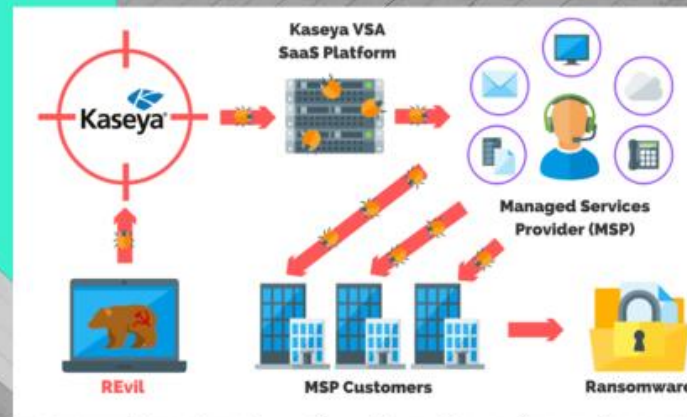 Kaseya VSA
SaaS Platform
Kaseya
Managed Services
Provider (MSP)
REvil
MSP Customers
Ransomware